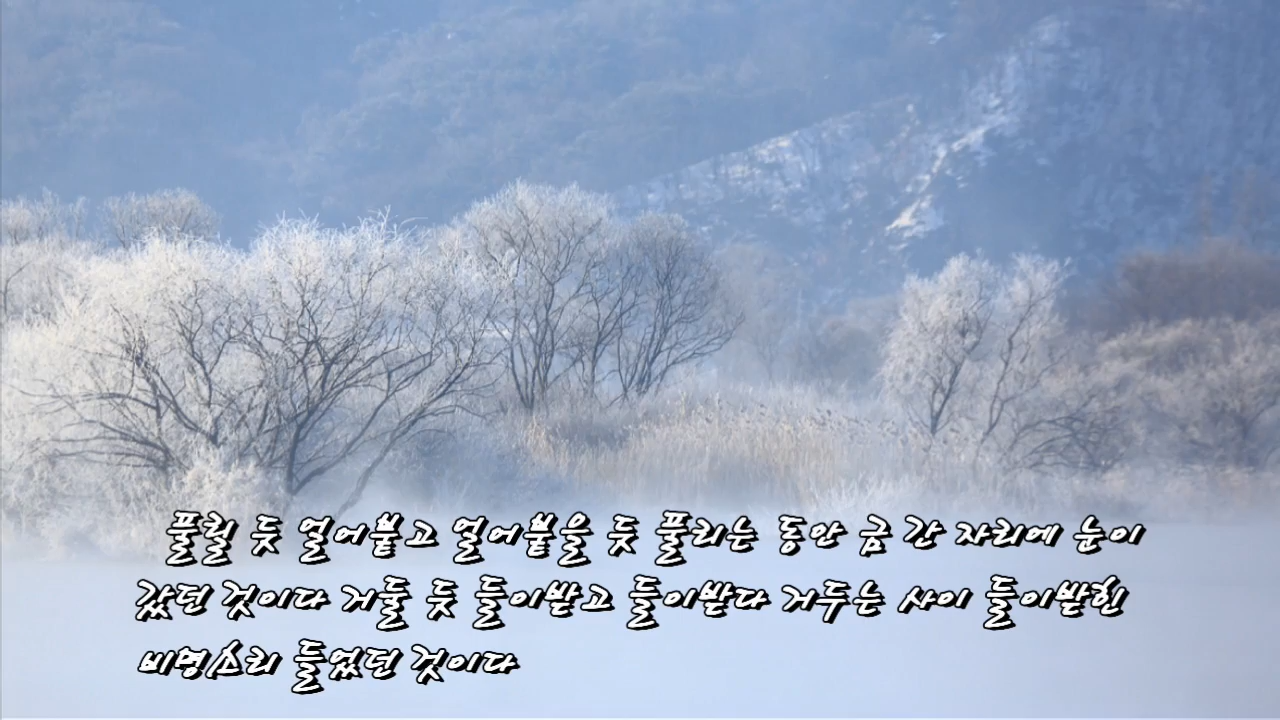 풀릴 듯 얼어붙고 얼어붙을 듯 풀리는 동안 금 간 자리에 눈이
갔던 것이다 거둘 듯 들이받고 들이받다 거두는 사이 들이받힌
비명소리 들었던 것이다